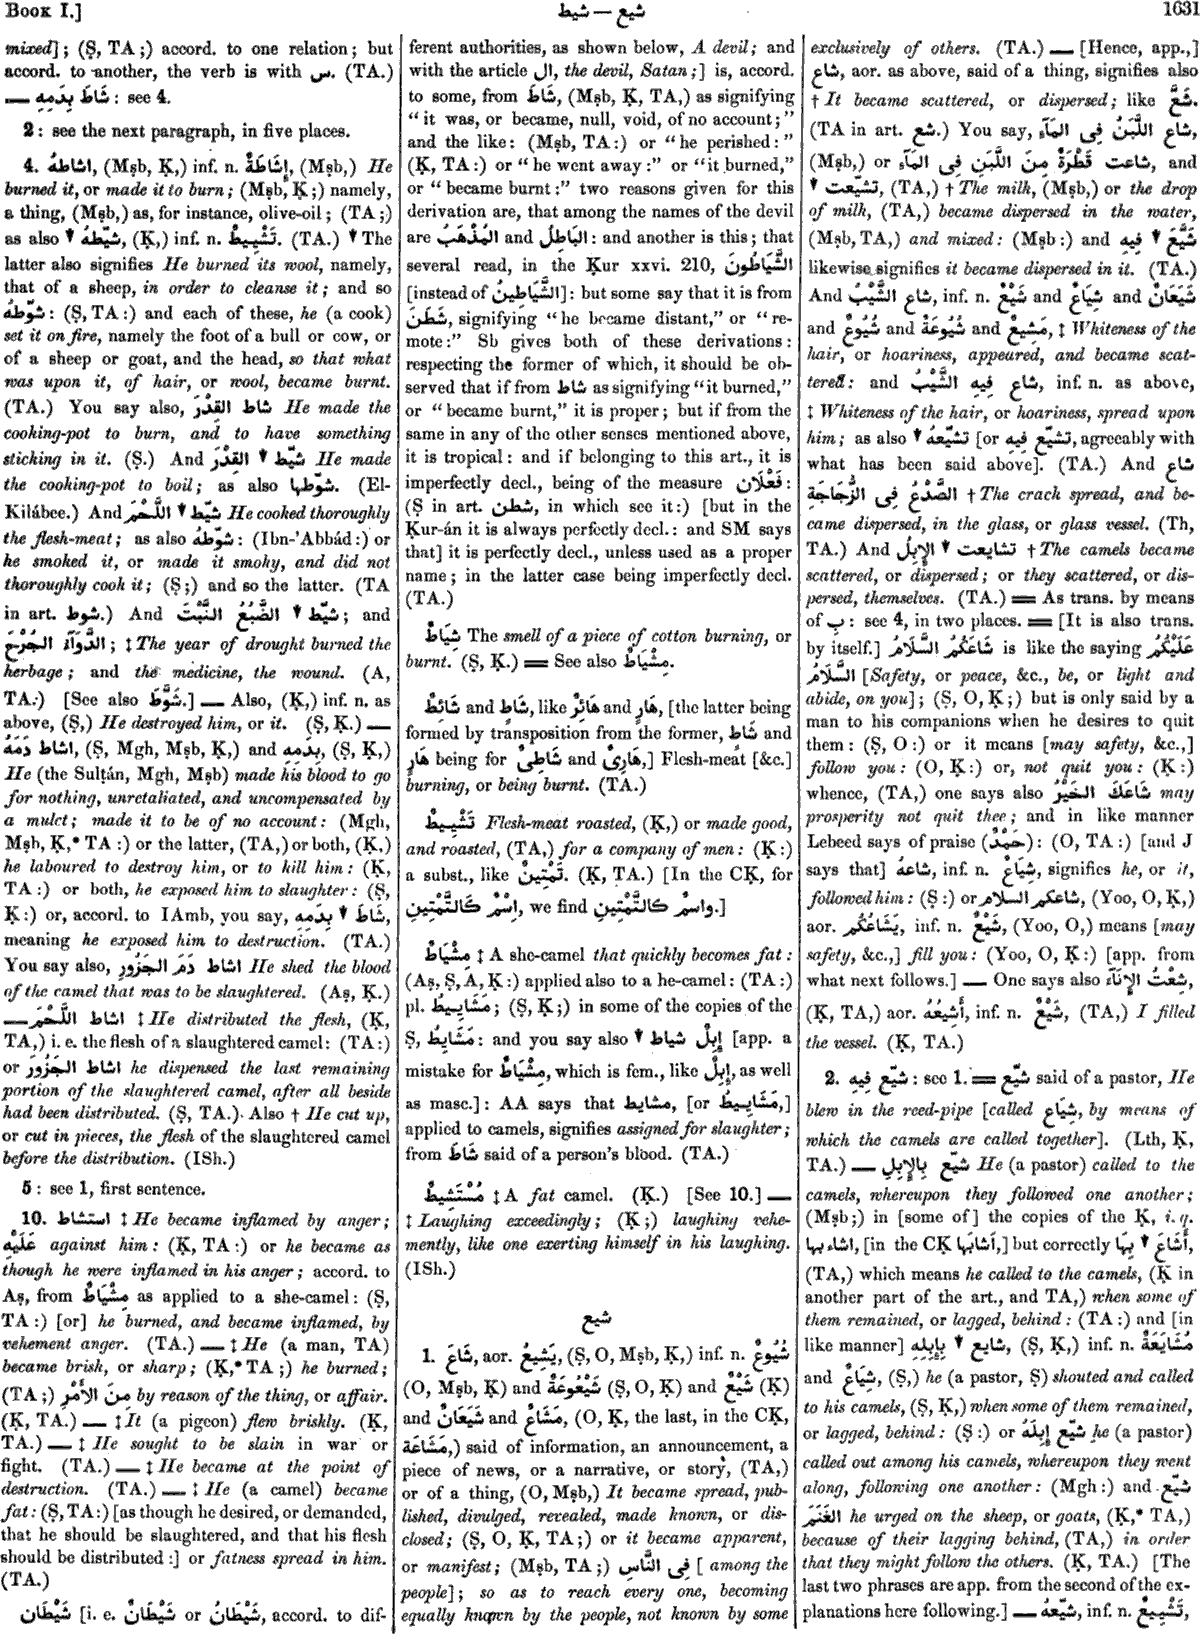 BOOK I.]
شيط — شيع
1631
mixed]; (Ṣ, TA;) accord. to one relation; but
accord. to another, the verb is with س. (TA.)
— شَاطَ بِدَمِهِ: see 4.
2: see the next paragraph, in five places.
4. اشاطهُ, (Mṣb, Ḳ,) inf. n. إِشَاطَةٌ, (Mṣb,) He
burned it, or made it to burn; (Mṣb, Ḳ;) namely,
a thing, (Mṣb,) as, for instance, olive-oil; (TA;)
as also ▼ شيّطهُ, (Ḳ,) inf. n. تَشْيِيطٌ. (TA.) ▼ The
latter also signifies He burned its wool, namely,
that of a sheep, in order to cleanse it; and so
شوّطهُ: (Ṣ, TA:) and each of these, he (a cook)
set it on fire, namely the foot of a bull or cow, or
of a sheep or goat, and the head, so that what
was upon it, of hair, or wool, became burnt.
(TA.) You say also, شاط القِدْرَ He made the
cooking-pot to burn, and to have something
sticking in it. (Ṣ.) And شيّط ▼ القِدْرَ He made
the cooking-pot to boil; as also شوّطها. (El-
Kilábee.) And شيّط ▼ اللَّحْمَ He cooked thoroughly
the flesh-meat; as also شوّطهُ: (Ibn-'Abbád:) or
he smoked it, or made it smoky, and did not
thoroughly cook it; (Ṣ;) and so the latter. (TA
in art. شوط.) And شيّط ▼ الضَّبُعُ النَّبْتَ; and
الدَّوَآءُ الجُرْحَ; ‡ The year of drought burned the
herbage; and the medicine, the wound. (A,
TA.) [See also شَوَّطَ.] — Also, (Ḳ,) inf. n. as
above, (Ṣ,) He destroyed him, or it. (Ṣ, Ḳ.) —
اشاط دَمَهُ, (Ṣ, Mgh, Mṣb, Ḳ,) and بِدَمِهِ, (Ṣ, Ḳ,)
He (the Sulṭán, Mgh, Mṣb) made his blood to go
for nothing, unretaliated, and uncompensated by
a mulct; made it to be of no account: (Mgh,
Mṣb, Ḳ,* TA:) or the latter, (TA,) or both, (Ḳ,)
he laboured to destroy him, or to kill him: (Ḳ,
TA:) or both, he exposed him to slaughter: (Ṣ,
Ḳ:) or, accord. to IAmb, you say, شَاطَ ▼ بِدَمِهِ,
meaning he exposed him to destruction. (TA.)
You say also, اشاط دَمَ الجَزُورِ He shed the blood
of the camel that was to be slaughtered. (Aṣ, Ḳ.)
— اشاط اللَّحْمَ ‡ He distributed the flesh, (Ḳ,
TA,) i. e. the flesh of a slaughtered camel: (TA:)
or اشاط الجَزُورَ he dispensed the last remaining
portion of the slaughtered camel, after all beside
had been distributed. (Ṣ, TA.) Also † He cut up,
or cut in pieces, the flesh of the slaughtered camel
before the distribution. (ISh.)
5: see 1, first sentence.
10. استشاط ‡ He became inflamed by anger;
عَلَيْهِ against him: (Ḳ, TA:) or he became as
though he were inflamed in his anger; accord. to
Aṣ, from مِشْيَاطٌ as applied to a she-camel: (Ṣ,
TA:) [or] he burned, and became inflamed, by
vehement anger. (TA.) — ‡ He (a man, TA)
became brisk, or sharp; (Ḳ,* TA;) he burned;
(TA;) مِنَ الأَمْرِ by reason of the thing, or affair.
(Ḳ, TA.) — ‡ It (a pigeon) flew briskly. (Ḳ,
TA.) — ‡ He sought to be slain in war or
fight. (TA.) — ‡ He became at the point of
destruction. (TA.) — ‡ He (a camel) became
fat: (Ṣ, TA:) [as though he desired, or demanded,
that he should be slaughtered, and that his flesh
should be distributed:] or fatness spread in him.
(TA.)
شَيْطَان [i. e. شَيْطَانٌ or شَيْطَانُ, accord. to dif-
ferent authorities, as shown below, A devil; and
with the article ال, the devil, Satan;] is, accord.
to some, from شَاطَ, (Mṣb, Ḳ, TA,) as signifying
"it was, or became, null, void, of no account;"
and the like: (Mṣb, TA:) or "he perished:"
(Ḳ, TA:) or "he went away:" or "it burned,"
or "became burnt:" two reasons given for this
derivation are, that among the names of the devil
are المُذْهَبُ and البَاطِلُ: and another is this; that
several read, in the Ḳur xxvi. 210, الشَّيَاطُونَ
[instead of الشَّيَاطِينُ]: but some say that it is from
شَطَنَ, signifying "he became distant," or "re-
mote:" Sb gives both of these derivations:
respecting the former of which, it should be ob-
served that if from شاط as signifying "it burned,"
or "became burnt," it is proper; but if from the
same in any of the other senses mentioned above,
it is tropical: and if belonging to this art., it is
imperfectly decl., being of the measure فَعْلَان:
(Ṣ in art. شطن, in which see it:) [but in the
Ḳur-án it is always perfectly decl.: and SM says
that] it is perfectly decl., unless used as a proper
name; in the latter case being imperfectly decl.
(TA.)
شِيَاطٌ The smell of a piece of cotton burning, or
burnt. (Ṣ, Ḳ.) = See also مِشْيَاطٌ.
شَائِطٌ and شَاطٍ, like هَائِرٌ and هَارٍ, [the latter being
formed by transposition from the former, شَاطٍ and
هَارٍ being for شَاطِىٌ and هَارِىٌ,] Flesh-meat [&c.]
burning, or being burnt. (TA.)
تَشْيِيطٌ Flesh-meat roasted, (Ḳ,) or made good,
and roasted, (TA,) for a company of men: (Ḳ:)
a subst., like تَمْتِينٌ. (Ḳ, TA.) [In the CḲ, for
اِسْمٌ كَالتَّمْتِينِ, we find واسمٌ كَالتَّمْتِينِ.]
مِشْيَاطٌ ‡ A she-camel that quickly becomes fat:
(Aṣ, Ṣ, A, Ḳ:) applied also to a he-camel: (TA:)
pl. مَشَايِيطُ; (Ṣ, Ḳ;) in some of the copies of the
Ṣ, مَشَايِطُ: and you say also ▼ إِبِلٌ شياط [app. a
mistake for مِشْيَاطٌ, which is fem., like إِبِلٌ, as well
as masc.]: AA says that مشايط, [or مَشَايِيطُ,]
applied to camels, signifies assigned for slaughter;
from شَاطَ said of a person's blood. (TA.)
مُسْتَشِيطٌ ‡ A fat camel. (Ḳ.) [See 10.] —
‡ Laughing exceedingly; (Ḳ;) laughing vehe-
mently, like one exerting himself in his laughing.
(ISh.)
شيع
1. شَاعَ, aor. يَشِيعُ, (Ṣ, O, Mṣb, Ḳ,) inf. n. شُيُوعٌ
(O, Mṣb, Ḳ) and شَيْعُوعَةٌ (Ṣ, O, Ḳ) and شَيْعٌ (Ḳ)
and شَيَعَانٌ and مَشَاعٌ, (O, Ḳ, the last, in the CḲ,
مَشَاعَة,) said of information, an announcement, a
piece of news, or a narrative, or story, (TA,)
or of a thing, (O, Mṣb,) It became spread, pub-
lished, divulged, revealed, made known, or dis-
closed; (Ṣ, O, Ḳ, TA;) or it became apparent,
or manifest; (Mṣb, TA;) فِى النَّاسِ [among the
people]; so as to reach every one, becoming
equally known by the people, not known by some
exclusively of others. (TA.) — [Hence, app.,]
شاع, aor. as above, said of a thing, signifies also
† It became scattered, or dispersed; like شَعَّ.
(TA in art. شع.) You say, شاع اللَّبَنُ فِى المَآءِ,
(Mṣb,) or شاعت قَطْرَةٌ مِنَ اللَّبَنِ فِى المَآءِ, and
▼ تشيّعت, (TA,) † The milk, (Mṣb,) or the drop
of milk, (TA,) became dispersed in the water,
(Mṣb, TA,) and mixed: (Mṣb:) and شَيَّعَ ▼ فِيهِ
likewise signifies it became dispersed in it. (TA.)
And شاع الشَّيْبُ, inf. n. شَيْعٌ and شِيَاعٌ and شَيَعَانٌ
and شُيُوعٌ and شُيُوعَةٌ and مَشِيعٌ, ‡ Whiteness of the
hair, or hoariness, appeared, and became scat-
tered: and شاع فِيهِ الشَّيْبُ, inf. n. as above,
‡ Whiteness of the hair, or hoariness, spread upon
him; as also ▼ تشيّعهُ [or تشيّع فِيهِ, agreeably with
what has been said above]. (TA.) And شاع
الصَّدْعُ فِى الزُّجَاجَةِ † The crack spread, and be-
came dispersed, in the glass, or glass vessel. (Th,
TA.) And تشايعت ▼ الإِبِلُ † The camels became
scattered, or dispersed; or they scattered, or dis-
persed, themselves. (TA.) = As trans. by means
of بِ: see 4, in two places. = [It is also trans.
by itself.] شَاعَكُمُ السَّلَامُ is like the saying عَلَيْكُمُ
السَّلَامُ [Safety, or peace, &c., be, or light and
abide, on you]; (Ṣ, O, Ḳ;) but is only said by a
man to his companions when he desires to quit
them: (Ṣ, O:) or it means [may safety, &c.,]
follow you: (O, Ḳ:) or, not quit you: (Ḳ:)
whence, (TA,) one says also شَاعَكَ الخَيْرُ may
prosperity not quit thee; and in like manner
Lebeed says of praise (حَمْدٌ): (O, TA:) [and J
says that] شاعهُ, inf. n. شِيَاعٌ, signifies he, or it,
followed him: (Ṣ:) or شاعكم السلام, (Yoo, O, Ḳ,)
aor. يَشَاعُكُم, inf. n. شَيْعٌ, (Yoo, O,) means [may
safety, &c.,] fill you: (Yoo, O, Ḳ:) [app. from
what next follows.] — One says also شِعْتُ الإِنَآءَ,
(Ḳ, TA,) aor. أَشِيعُهُ, inf. n. شَيْعٌ, (TA,) I filled
the vessel. (Ḳ, TA.)
2. شيّع فِيهِ: see 1. = شيّع said of a pastor, He
blew in the reed-pipe [called شِيَاع, by means of
which the camels are called together]. (Lth, Ḳ,
TA.) — شيّع بِالإِبِلِ He (a pastor) called to the
camels, whereupon they followed one another;
(Mṣb;) in [some of] the copies of the Ḳ, i. q.
اشاء بها, [in the CḲ اَشَابَهَا,] but correctly أَشَاعَ ▼ بِهَا,
(TA,) which means he called to the camels, (Ḳ in
another part of the art., and TA,) when some of
them remained, or lagged, behind: (TA:) and [in
like manner] شايع ▼ بِإِبِلِهِ, (Ṣ, Ḳ,) inf. n. مُشَايَعَةٌ
and شِيَاعٌ, (Ṣ,) he (a pastor, Ṣ) shouted and called
to his camels, (Ṣ, Ḳ,) when some of them remained,
or lagged, behind: (Ṣ:) or شيّع إِبِلَهُ he (a pastor)
called out among his camels, whereupon they went
along, following one another: (Mgh:) and شيّع
الغَنَمَ he urged on the sheep, or goats, (Ḳ,* TA,)
because of their lagging behind, (TA,) in order
that they might follow the others. (Ḳ, TA.) [The
last two phrases are app. from the second of the ex-
planations here following.] — شيّعهُ, inf. n. تَشْيِيعٌ,